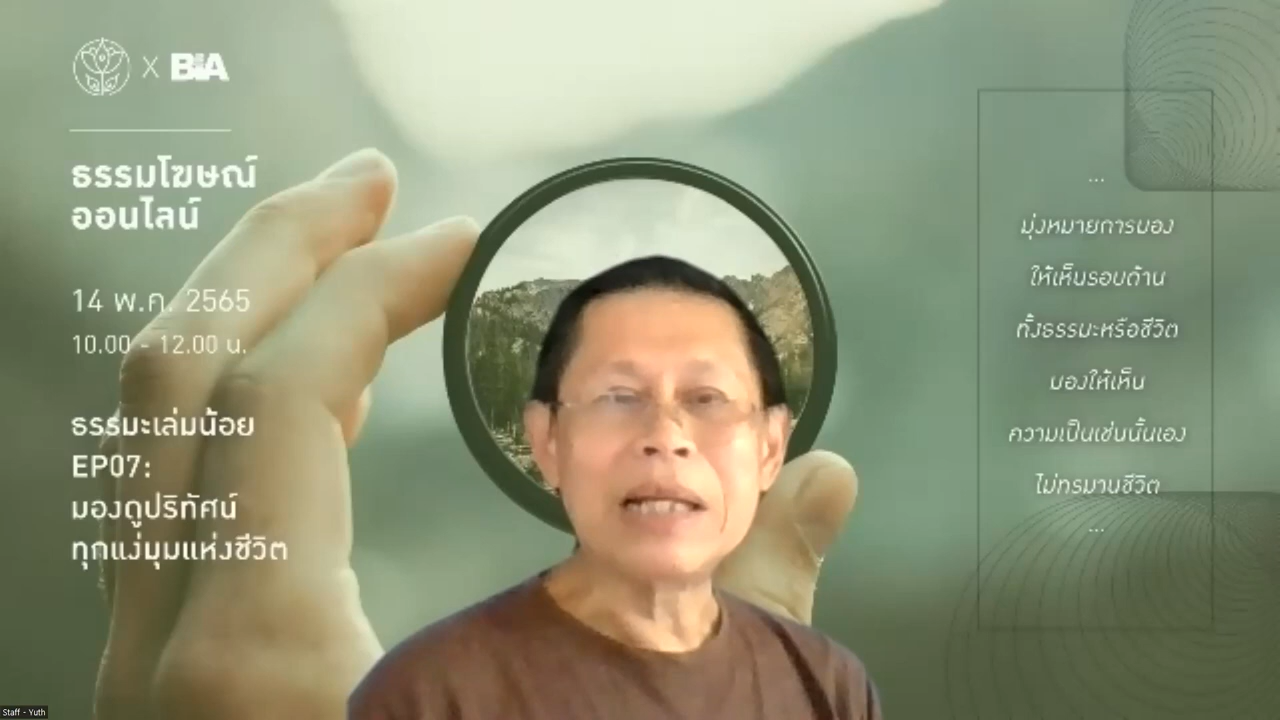 X BIA
ธรรมโฆษณ์
ออนไลน์
14 พ.ค. 2565
10.00 - 12.00 น.
ธรรมะเล่มน้อย
EP07:
มองดูปริทัศน์
ทุกแง่มุมแห่งชีวิต
...
มุ่งหมายการมอง
ให้เห็นรอบด้าน
ทั้งธรรมะหรือชีวิต
มองให้เห็น
ความเป็นเช่นนั้นเอง
ไม่ทรมานชีวิต
...
Staff - Yuth